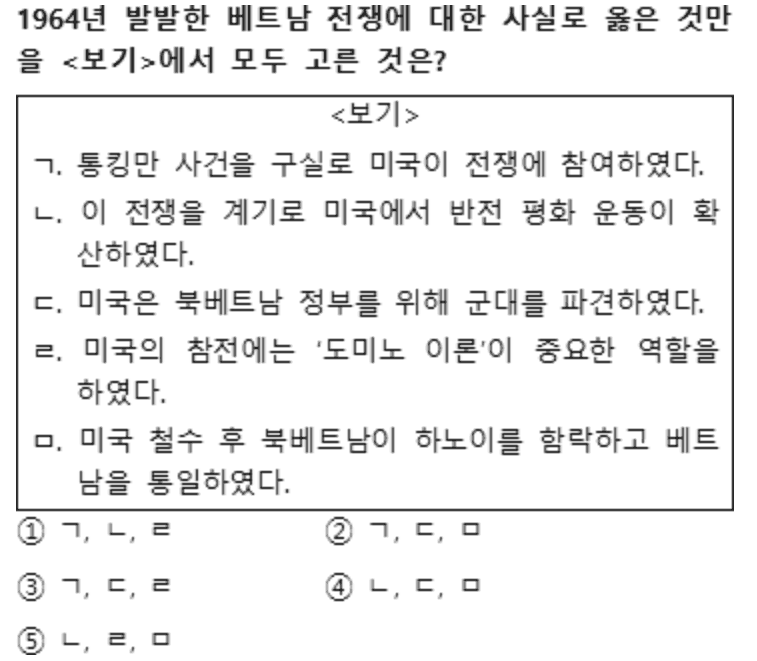 1964년 발발한 베트남 전쟁에 대한 사실로 옳은 것만
을 <보기>에서 모두 고른 것은?
<보기>
ㄱ. 통킹만 사건을 구실로 미국이 전쟁에 참여하였다.
ㄴ. 이 전쟁을 계기로 미국에서 반전 평화 운동이 확
산하였다.
ㄷ. 미국은 북베트남 정부를 위해 군대를 파견하였다.
ㄹ. 미국의 참전에는 '도미노 이론'이 중요한 역할을
하였다.
ㅁ. 미국 철수 후 북베트남이 하노이를 함락하고 베트
남을 통일하였다.
① ㄱ, ㄴ, ㄹ ② ㄱ, ㄷ, ㅁ
③ ㄱ, ㄷ, ㄹ ④ ㄴ, ㄷ, ㅁ
⑤ ㄴ, ㄹ, ㅁ